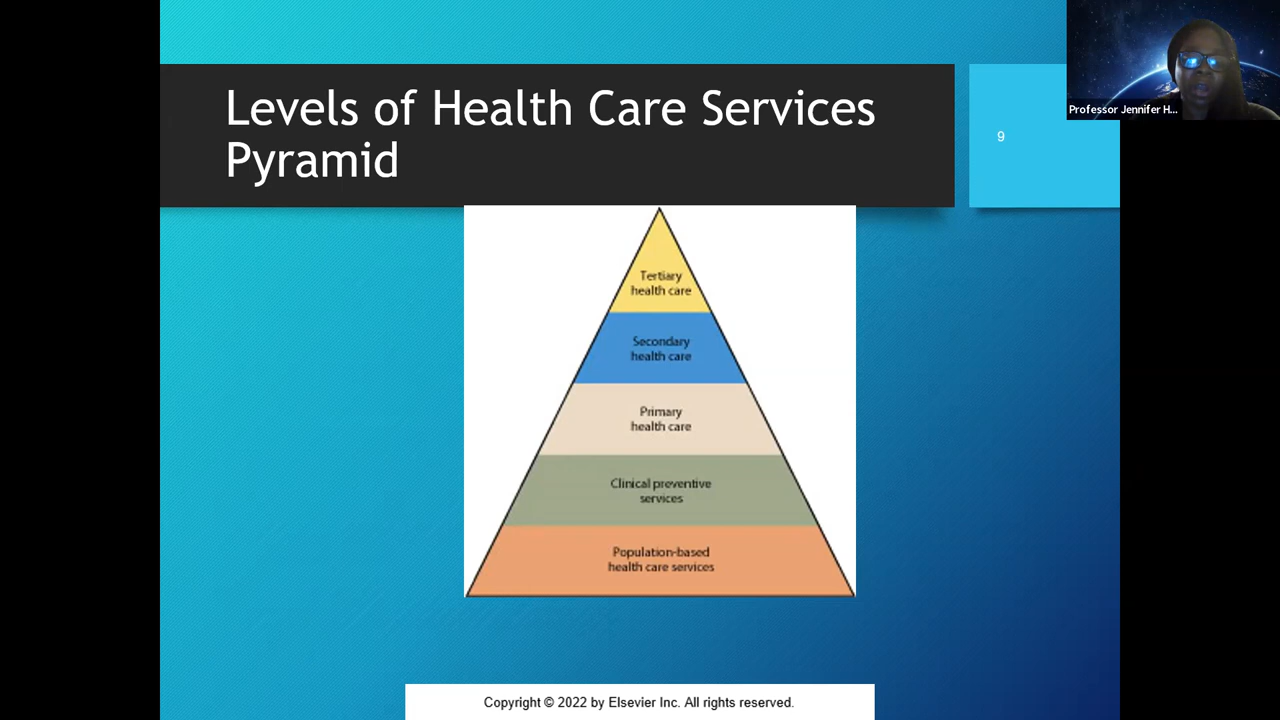 Levels of Health Care Services
Pyramid
9
Professor Jennifer H...
Tertiary
health care
Secondary
health care
Primary
health care
Clinical preventive
services
Population-based
health care services
Copyright © 2022 by Elsevier Inc. All rights reserved.